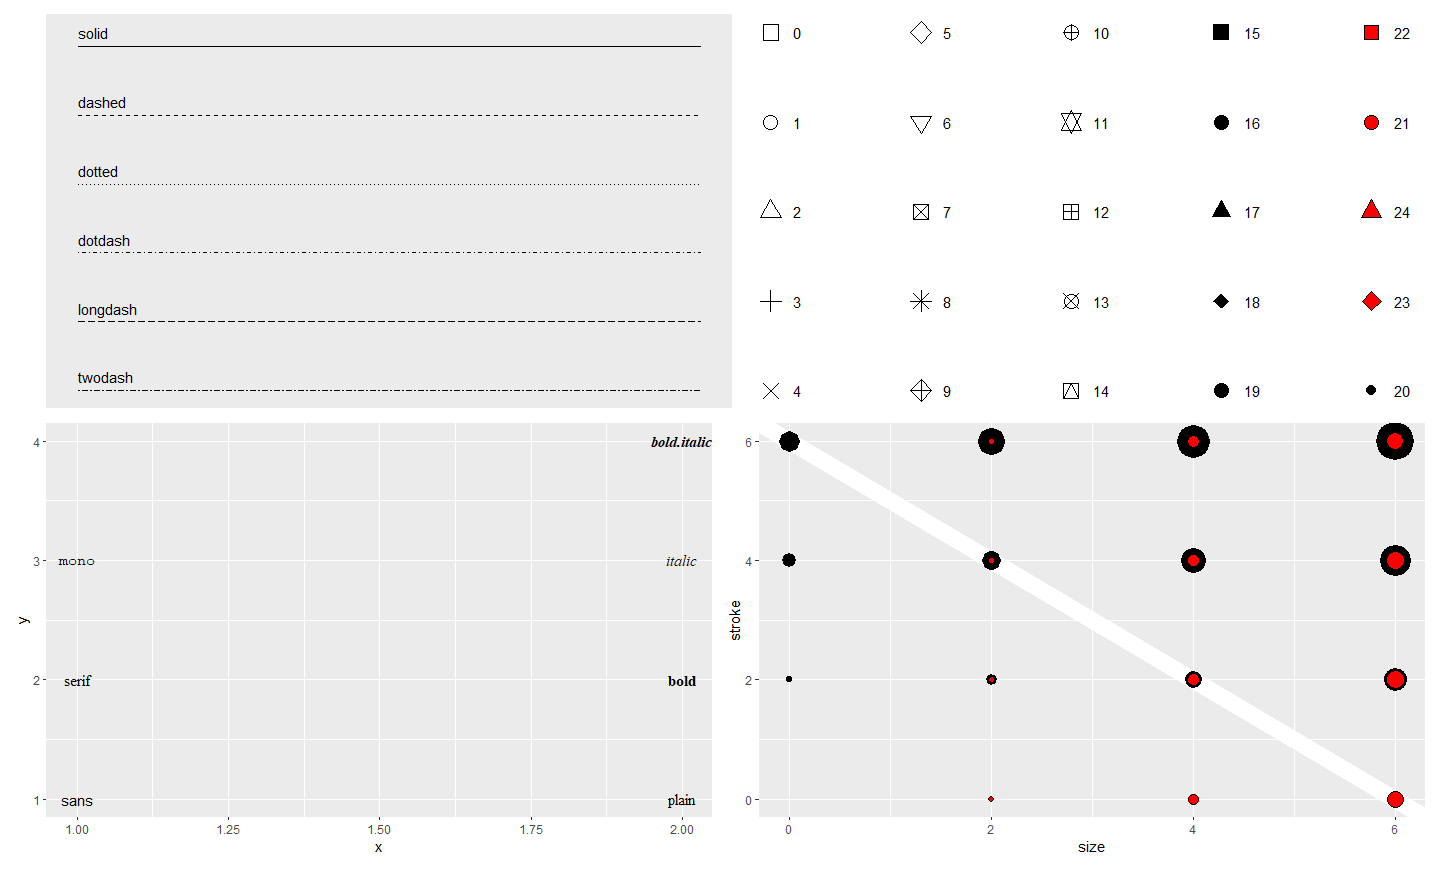 solid
dashed
dotted
dotdash
longdash
twodash
0 5 10 15 22
1 6 11 16 21
2 7 12 17 24
3 8 13 18 23
4 9 14 19 20
4 bold.italic
3 mono italic
2 serif bold
1 sans plain
1.00 1.25 1.50 1.75 2.00
x
y
6
4
2
0
0 2 4 6
size
stroke